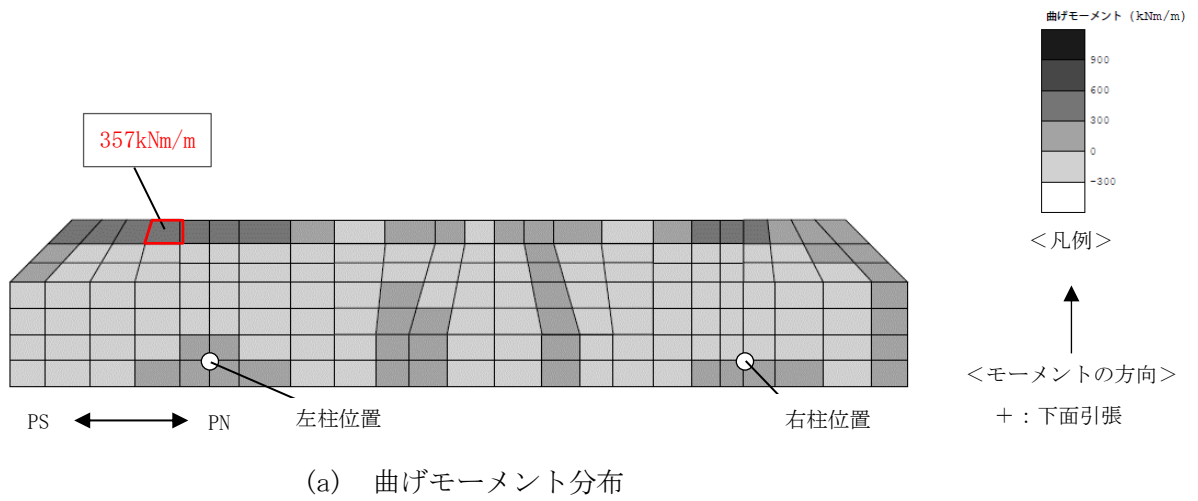 曲げモーメント (kNm/m)
900
600
300
0
-300
<凡例>
357kNm/m
<モーメントの方向>
+:下面引張
PS
PN
左柱位置
右柱位置
(a) 曲げモーメント分布